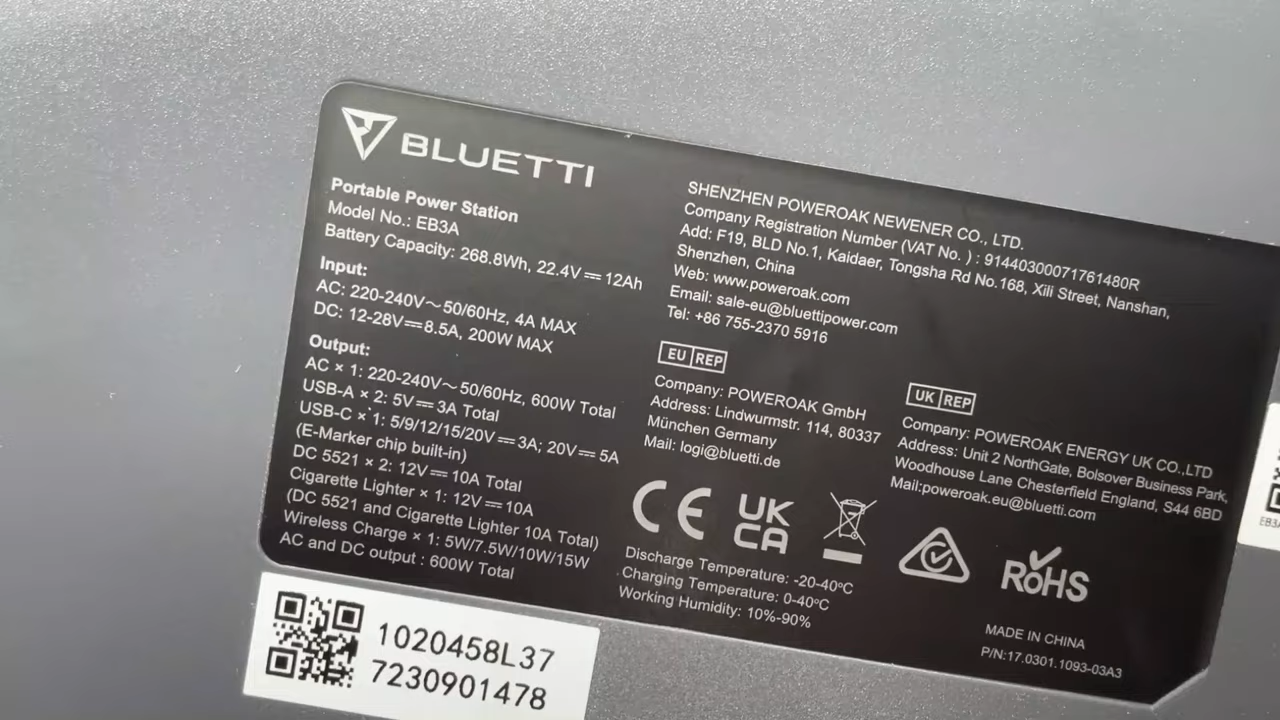 BLUETTI
Portable Power Station
Model No.: EB3A
Battery Capacity: 268.8Wh, 22.4V⎓12Ah
Input:
AC: 220-240V～50/60Hz, 4A MAX
DC: 12-28V⎓8.5A, 200W MAX
Output:
AC × 1: 220-240V～50/60Hz, 600W Total
USB-A × 2: 5V⎓3A Total
USB-C × 1: 5/9/12/15/20V⎓3A; 20V⎓5A
(E-Marker chip built-in)
DC 5521 × 2: 12V⎓10A Total
Cigarette Lighter × 1: 12V⎓10A
(DC 5521 and Cigarette Lighter 10A Total)
Wireless Charge × 1: 5W/7.5W/10W/15W
AC and DC output : 600W Total
SHENZHEN POWEROAK NEWENER CO., LTD.
Company Registration Number (VAT No. ) : 91440300071761480R
Add: F19, BLD No.1, Kaidaer, Tongsha Rd No.168, Xili Street, Nanshan,
Shenzhen, China
Web: www.poweroak.com
Email: sale-eu@bluettipower.com
Tel: +86 755-2370 5916
EU REP
Company: POWEROAK GmbH
Address: Lindwurmstr. 114, 80337
München Germany
Mail: logi@bluetti.de
UK REP
Company: POWEROAK ENERGY UK CO.,LTD
Address: Unit 2 NorthGate, Bolsover Business Park,
Woodhouse Lane Chesterfield England, S44 6BD
Mail:poweroak.eu@bluetti.com
CE
UK
CA
RoHS
Discharge Temperature: -20-40°C
Charging Temperature: 0-40°C
Working Humidity: 10%-90%
MADE IN CHINA
P/N:17.0301.1093-03A3
1020458L37
7230901478